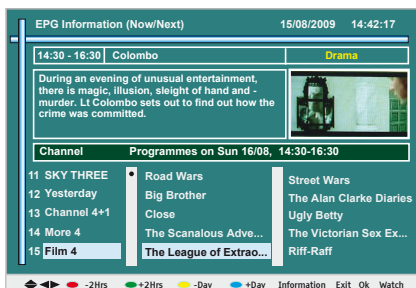 EPG Information (Now/Next) 15/08/2009 14:42:17
14:30 - 16:30 Colombo Drama
During an evening of unusual entertainment,
there is magic, illusion, sleight of hand and -
murder. Lt Colombo sets out to find out how the
crime was committed.
Channel Programmes on Sun 16/08, 14:30-16:30
11 SKY THREE Road Wars Street Wars
12 Yesterday Big Brother The Alan Clarke Diaries
13 Channel 4+1 Close Ugly Betty
14 More 4 The Scanalous Adve... The Victorian Sex Ex...
15 Film 4 The League of Extrao... Riff-Raff
-2Hrs +2Hrs -Day +Day Information Exit Ok Watch